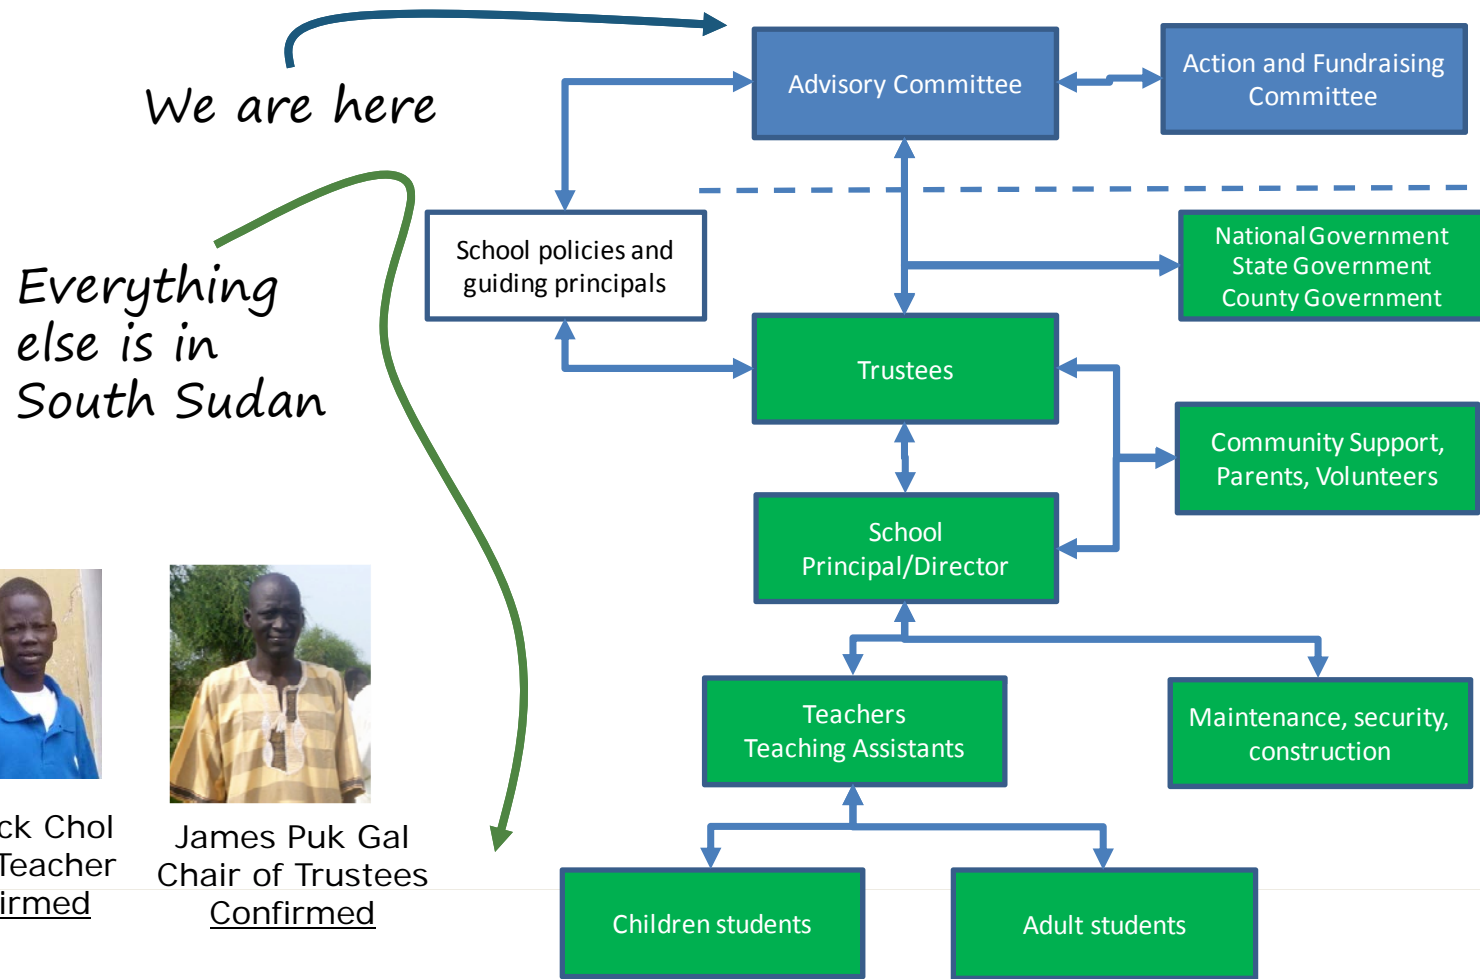 We are here
Advisory Committee
Action and Fundraising
Committee
School policies and
guiding principals
National Government
State Government
County Government
Everything
else is in
South Sudan
Trustees
Community Support,
Parents, Volunteers
School
Principal/Director
Teachers
Teaching Assistants
Maintenance, security,
construction
Chol
Teacher
James Puk Gal
Chair of Trustees
Confirmed
Children students
Adult students